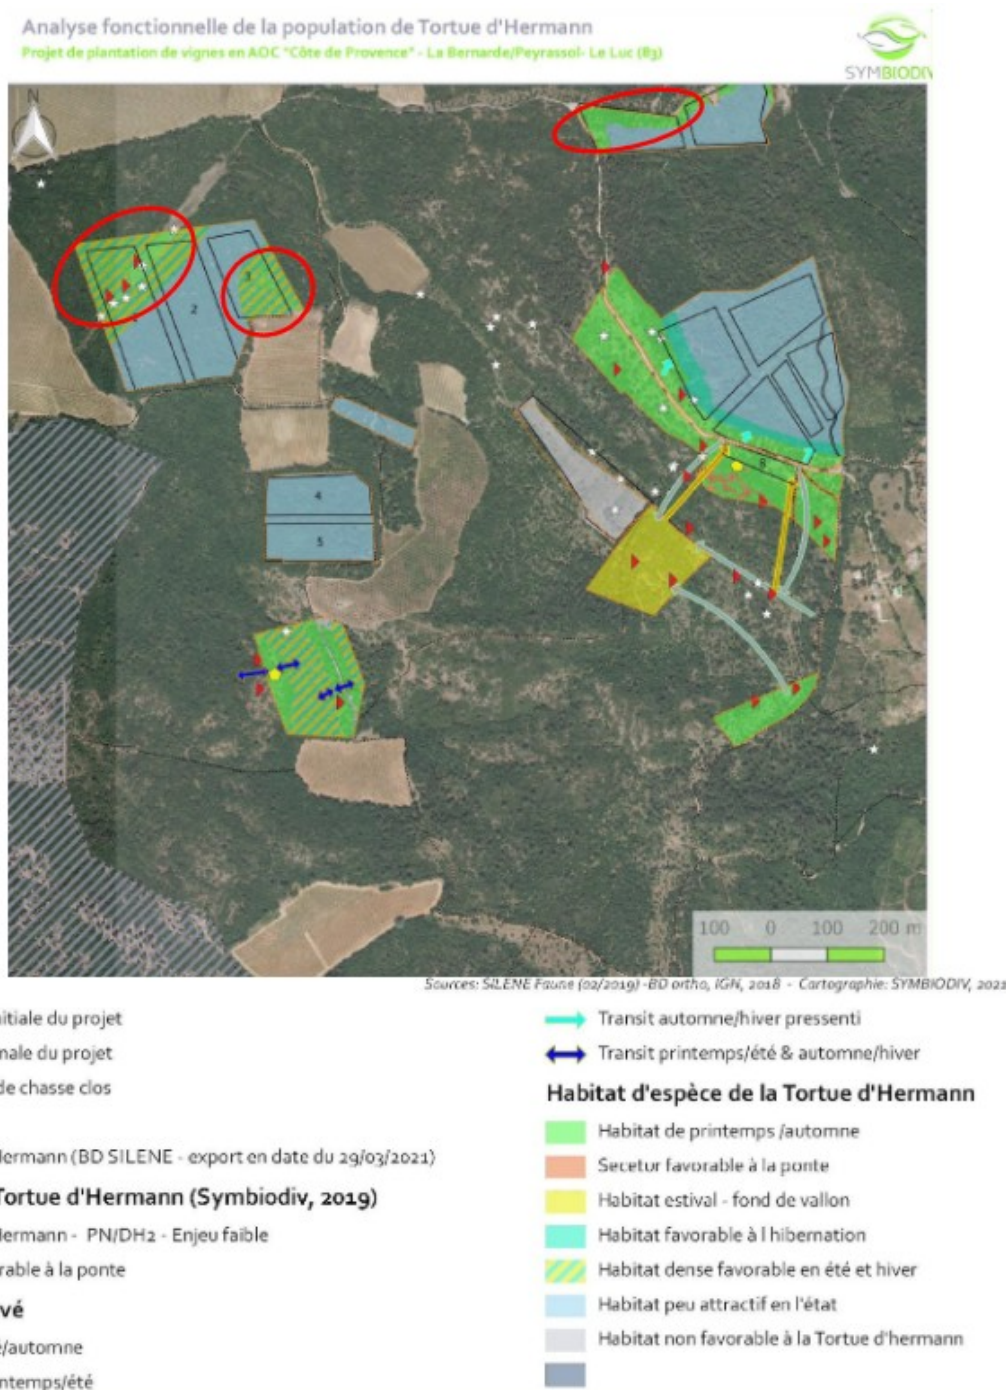 Analyse fonctionnelle de la population de Tortue d'Hermann
Projet de plantation de vignes en AOC "Côte de Provence" - La Bernarde/Peyrassol- Le Luc (83)
SYMBIODIV
N
3
2
4
5
8
100 0 100 200 m
Sources: SILENE Faune (02/2019) -BD ortho, IGN, 2018 - Cartographie: SYMBIODIV, 2021
nitiale du projet
nale du projet
de chasse clos
Hermann (BD SILENE - export en date du 29/03/2021)
Tortue d'Hermann (Symbiodiv, 2019)
Hermann - PN/DH2 - Enjeu faible
rable à la ponte
vé
é/automne
ntemps/été
Transit automne/hiver pressenti
Transit printemps/été & automne/hiver
Habitat d'espèce de la Tortue d'Hermann
Habitat de printemps /automne
Secetur favorable à la ponte
Habitat estival - fond de vallon
Habitat favorable à l hibernation
Habitat dense favorable en été et hiver
Habitat peu attractif en l'état
Habitat non favorable à la Tortue d'hermann